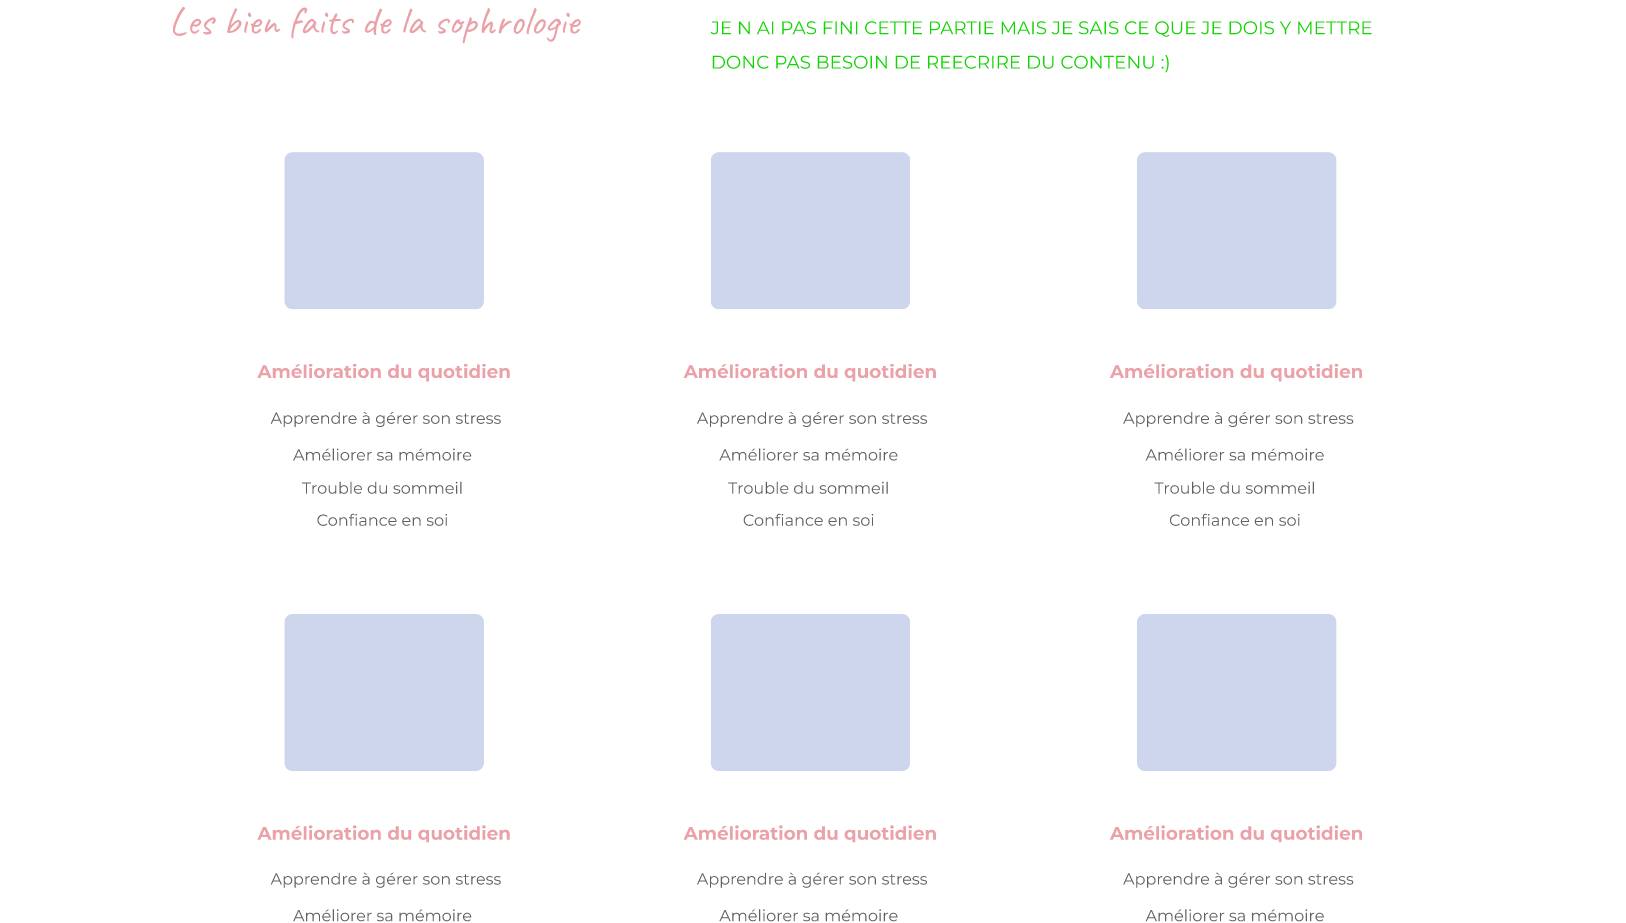 Les bien faits de la sophrologie
JE N AI PAS FINI CETTE PARTIE MAIS JE SAIS CE QUE JE DOIS Y METTRE
DONC PAS BESOIN DE REECRIRE DU CONTENU :)
Amélioration du quotidien
Apprendre à gérer son stress
Améliorer sa mémoire
Trouble du sommeil
Confiance en soi
Amélioration du quotidien
Apprendre à gérer son stress
Améliorer sa mémoire
Trouble du sommeil
Confiance en soi
Amélioration du quotidien
Apprendre à gérer son stress
Améliorer sa mémoire
Trouble du sommeil
Confiance en soi
Amélioration du quotidien
Apprendre à gérer son stress
Améliorer sa mémoire
Amélioration du quotidien
Apprendre à gérer son stress
Améliorer sa mémoire
Amélioration du quotidien
Apprendre à gérer son stress
Améliorer sa mémoire